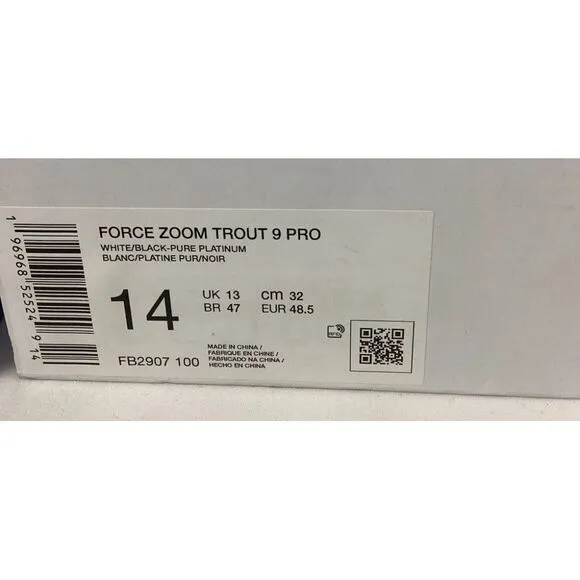 FORCE ZOOM TROUT 9 PRO
WHITE/BLACK-PURE PLATINUM
BLANC/PLATINE PUR/NOIR
14
UK 13 cm 32
BR 47 EUR 48.5
MADE IN CHINA /
FABRIQUE EN CHINE /
FABRICADO NA CHINA /
HECHO EN CHINA
FB2907 100
1 96968 52524 9 14